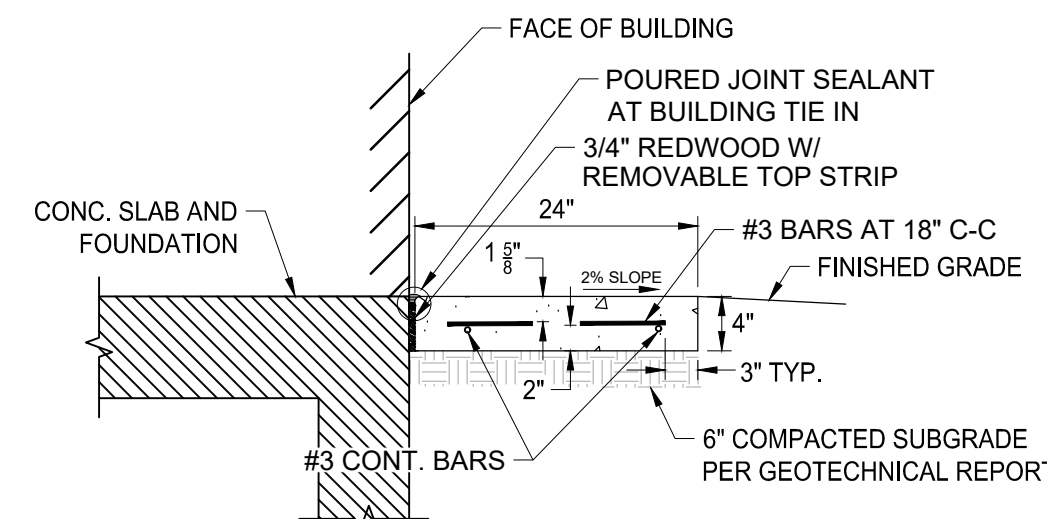 FACE OF BUILDING
POURED JOINT SEALANT
AT BUILDING TIE IN
3/4" REDWOOD W/
REMOVABLE TOP STRIP
CONC. SLAB AND
FOUNDATION
24"
#3 BARS AT 18" C-C
1 5/8"
2% SLOPE
FINISHED GRADE
4"
3" TYP.
2"
#3 CONT. BARS
6" COMPACTED SUBGRADE
PER GEOTECHNICAL REPORT